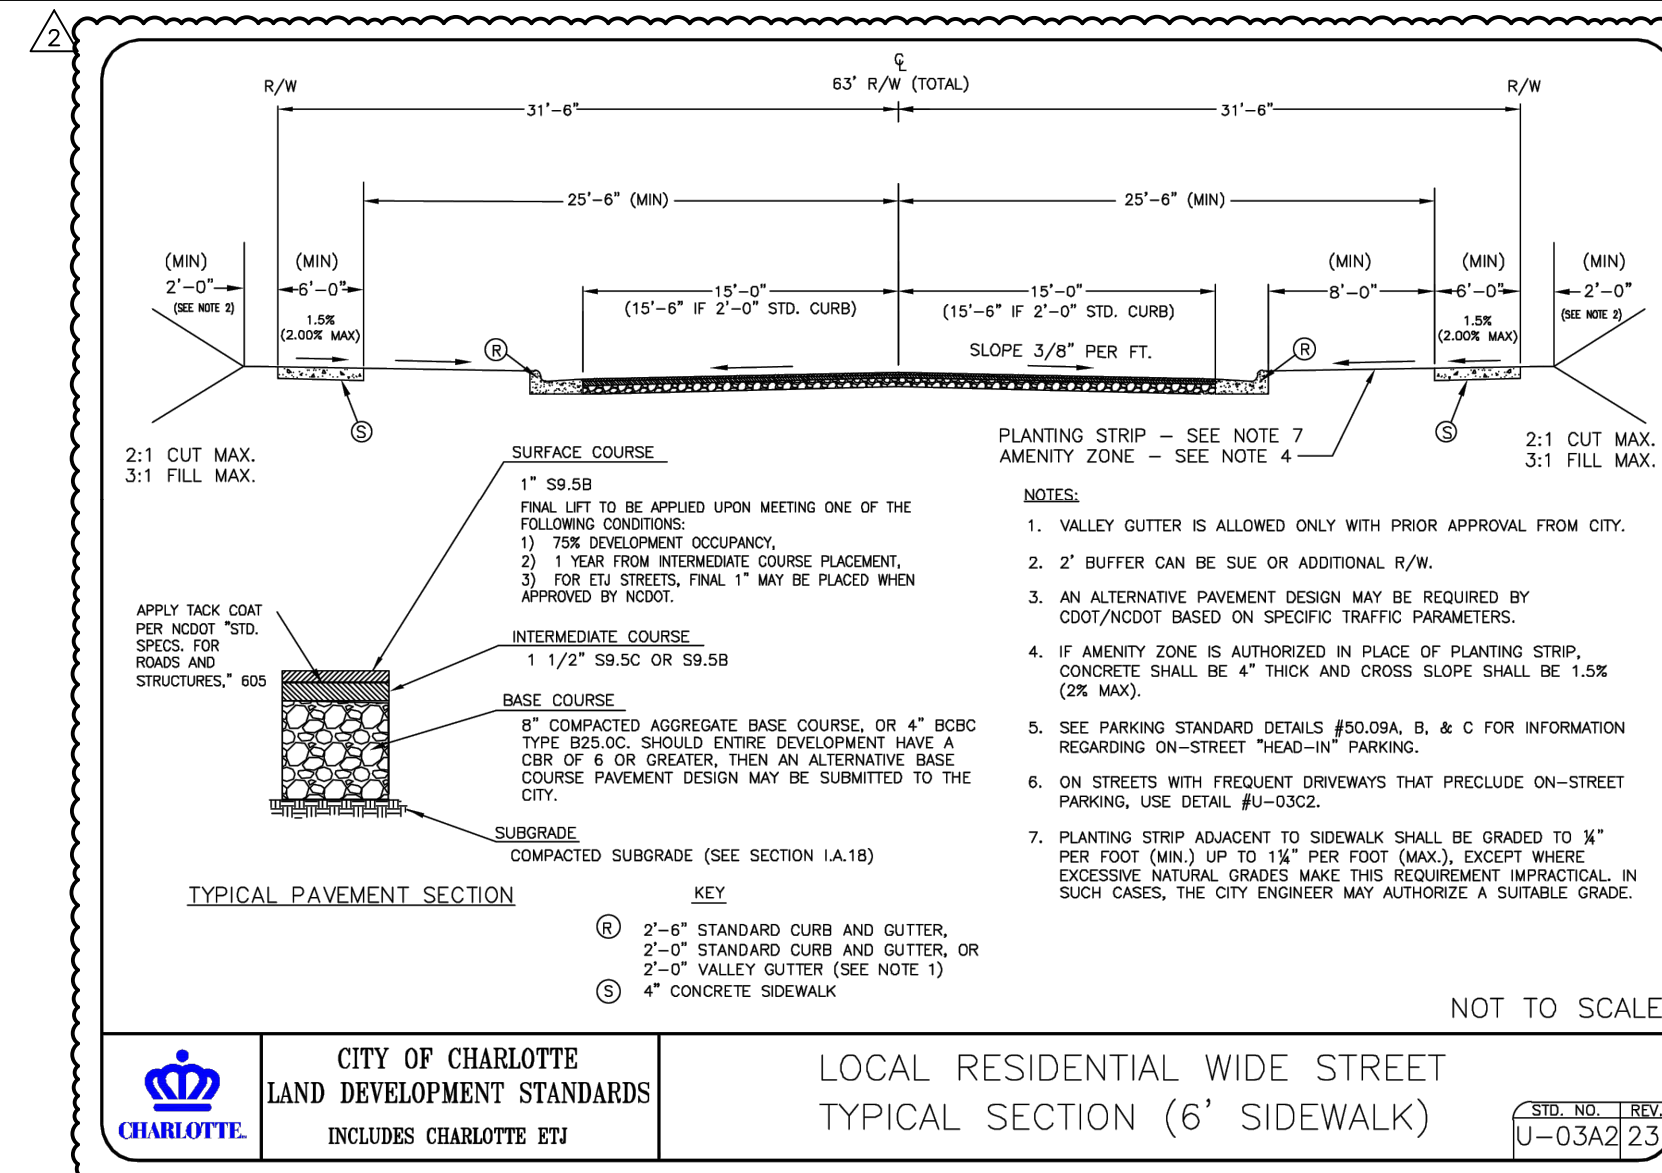 2
℄
63' R/W (TOTAL)
R/W
R/W
31'-6"
31'-6"
25'-6" (MIN)
25'-6" (MIN)
(MIN)
2'-0"
(SEE NOTE 2)
(MIN)
6'-0"
1.5%
(2.00% MAX)
15'-0"
(15'-6" IF 2'-0" STD. CURB)
15'-0"
(15'-6" IF 2'-0" STD. CURB)
(MIN)
8'-0"
(MIN)
6'-0"
1.5%
(2.00% MAX)
(MIN)
2'-0"
(SEE NOTE 2)
R
SLOPE 3/8" PER FT.
R
S
S
2:1 CUT MAX.
3:1 FILL MAX.
PLANTING STRIP – SEE NOTE 7
AMENITY ZONE – SEE NOTE 4
2:1 CUT MAX.
3:1 FILL MAX.
SURFACE COURSE
1" S9.5B
FINAL LIFT TO BE APPLIED UPON MEETING ONE OF THE
FOLLOWING CONDITIONS:
1) 75% DEVELOPMENT OCCUPANCY,
2) 1 YEAR FROM INTERMEDIATE COURSE PLACEMENT,
3) FOR ETJ STREETS, FINAL 1" MAY BE PLACED WHEN
APPROVED BY NCDOT.
APPLY TACK COAT
PER NCDOT "STD.
SPECS. FOR
ROADS AND
STRUCTURES," 605
INTERMEDIATE COURSE
1 1/2" S9.5C OR S9.5B
BASE COURSE
8" COMPACTED AGGREGATE BASE COURSE, OR 4" BCBC
TYPE B25.0C. SHOULD ENTIRE DEVELOPMENT HAVE A
CBR OF 6 OR GREATER, THEN AN ALTERNATIVE BASE
COURSE PAVEMENT DESIGN MAY BE SUBMITTED TO THE
CITY.
SUBGRADE
COMPACTED SUBGRADE (SEE SECTION I.A.18)
TYPICAL PAVEMENT SECTION
KEY
R 2'-6" STANDARD CURB AND GUTTER,
2'-0" STANDARD CURB AND GUTTER, OR
2'-0" VALLEY GUTTER (SEE NOTE 1)
S 4" CONCRETE SIDEWALK
NOTES:
1. VALLEY GUTTER IS ALLOWED ONLY WITH PRIOR APPROVAL FROM CITY.
2. 2' BUFFER CAN BE SUE OR ADDITIONAL R/W.
3. AN ALTERNATIVE PAVEMENT DESIGN MAY BE REQUIRED BY
CDOT/NCDOT BASED ON SPECIFIC TRAFFIC PARAMETERS.
4. IF AMENITY ZONE IS AUTHORIZED IN PLACE OF PLANTING STRIP,
CONCRETE SHALL BE 4" THICK AND CROSS SLOPE SHALL BE 1.5%
(2% MAX).
5. SEE PARKING STANDARD DETAILS #50.09A, B, & C FOR INFORMATION
REGARDING ON-STREET "HEAD-IN" PARKING.
6. ON STREETS WITH FREQUENT DRIVEWAYS THAT PRECLUDE ON-STREET
PARKING, USE DETAIL #U-03C2.
7. PLANTING STRIP ADJACENT TO SIDEWALK SHALL BE GRADED TO ¼"
PER FOOT (MIN.) UP TO 1¼" PER FOOT (MAX.), EXCEPT WHERE
EXCESSIVE NATURAL GRADES MAKE THIS REQUIREMENT IMPRACTICAL. IN
SUCH CASES, THE CITY ENGINEER MAY AUTHORIZE A SUITABLE GRADE.
NOT TO SCALE
CHARLOTTE.
CITY OF CHARLOTTE
LAND DEVELOPMENT STANDARDS
INCLUDES CHARLOTTE ETJ
LOCAL RESIDENTIAL WIDE STREET
TYPICAL SECTION (6' SIDEWALK)
STD. NO. REV.
U-03A2 23